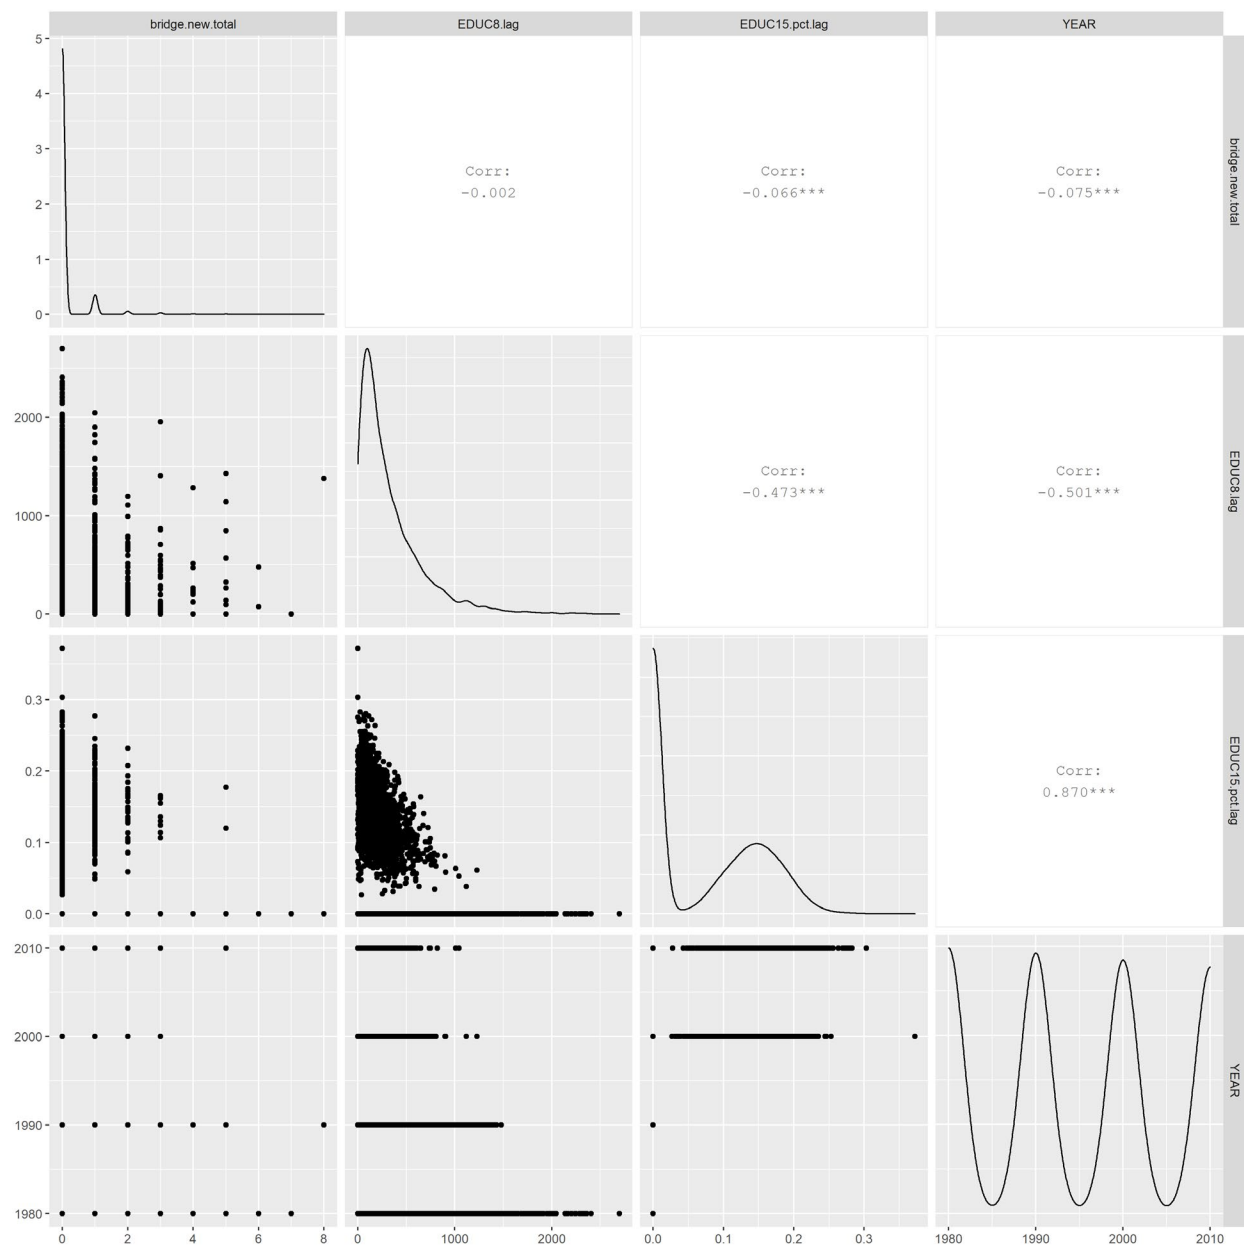 bridge.new.total
EDUC8.lag
EDUC15.pct.lag
YEAR
5
4
3
2
1
0
Corr:
-0.002
Corr:
-0.066***
Corr:
-0.075***
bridge.new.total
2000
1000
0
Corr:
-0.473***
Corr:
-0.501***
EDUC8.lag
0.3
0.2
0.1
0.0
Corr:
0.870***
EDUC15.pct.lag
2010
2000
1990
1980
YEAR
0
2
4
6
8
0
1000
2000
0.0
0.1
0.2
0.3
1980
1990
2000
2010